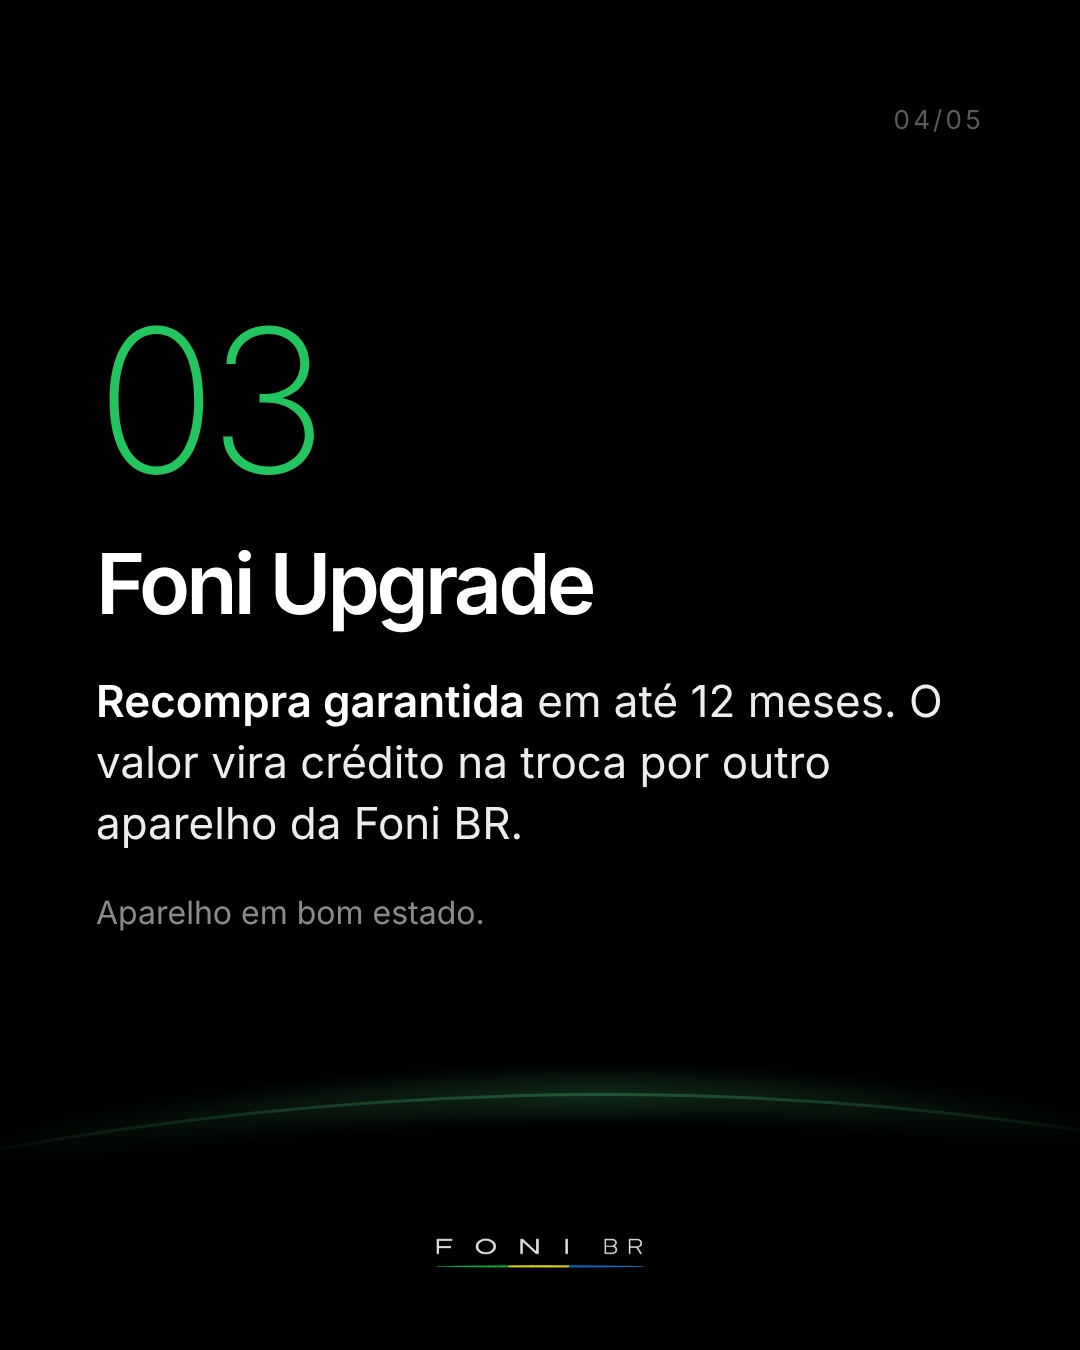 04/05
03
Foni Upgrade
Recompra garantida em até 12 meses. O
valor vira crédito na troca por outro
aparelho da Foni BR.
Aparelho em bom estado.
FONI BR